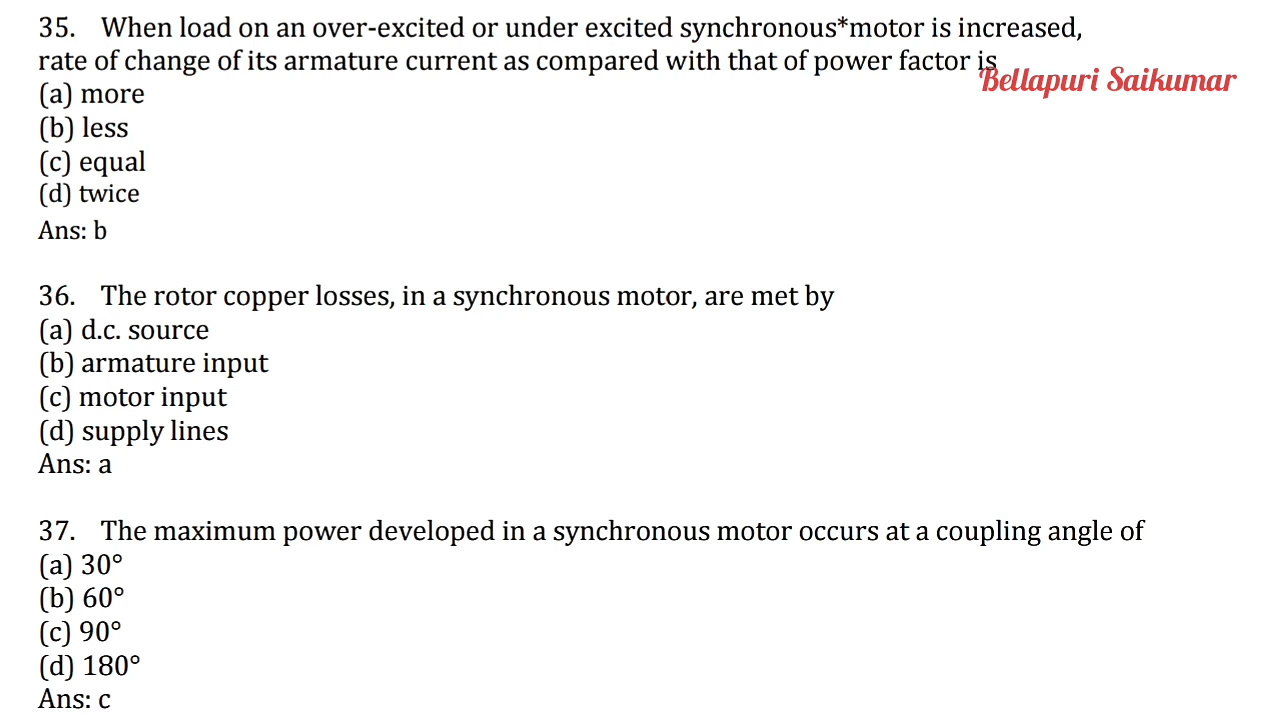 35. When load on an over-excited or under excited synchronous*motor is increased,
rate of change of its armature current as compared with that of power factor is
Bellapuri Saikumar
(a) more
(b) less
(c) equal
(d) twice
Ans: b
36. The rotor copper losses, in a synchronous motor, are met by
(a) d.c. source
(b) armature input
(c) motor input
(d) supply lines
Ans: a
37. The maximum power developed in a synchronous motor occurs at a coupling angle of
(a) 30°
(b) 60°
(c) 90°
(d) 180°
Ans: c